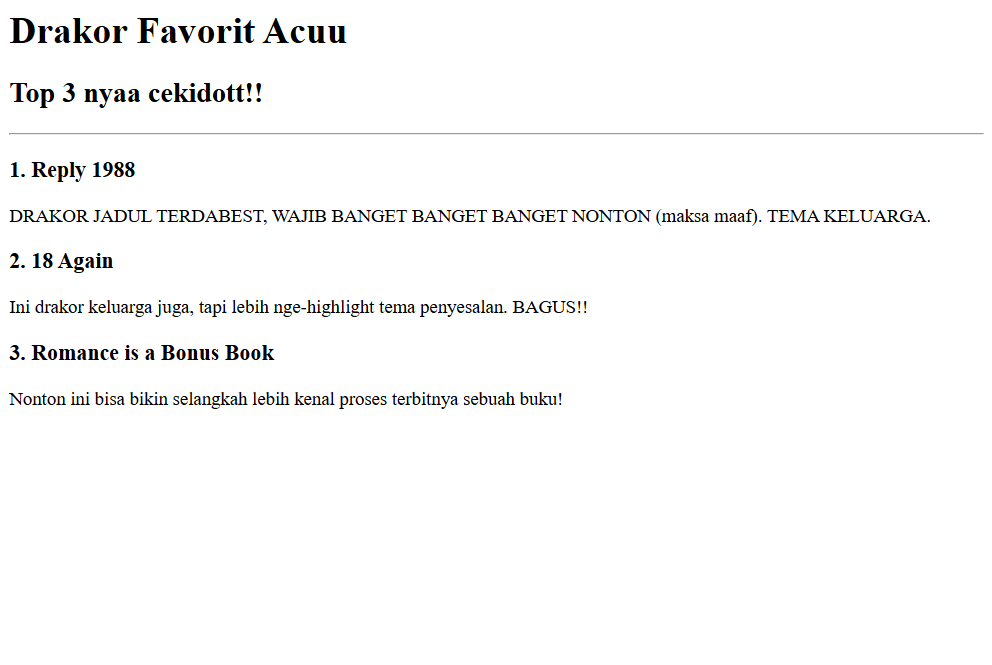 Drakor Favorit Acuu
Top 3 nyaa cekidott!!
1. Reply 1988
DRAKOR JADUL TERDABEST, WAJIB BANGET BANGET BANGET NONTON (maksa maaf). TEMA KELUARGA.
2. 18 Again
Ini drakor keluarga juga, tapi lebih nge-highlight tema penyesalan. BAGUS!!
3. Romance is a Bonus Book
Nonton ini bisa bikin selangkah lebih kenal proses terbitnya sebuah buku!